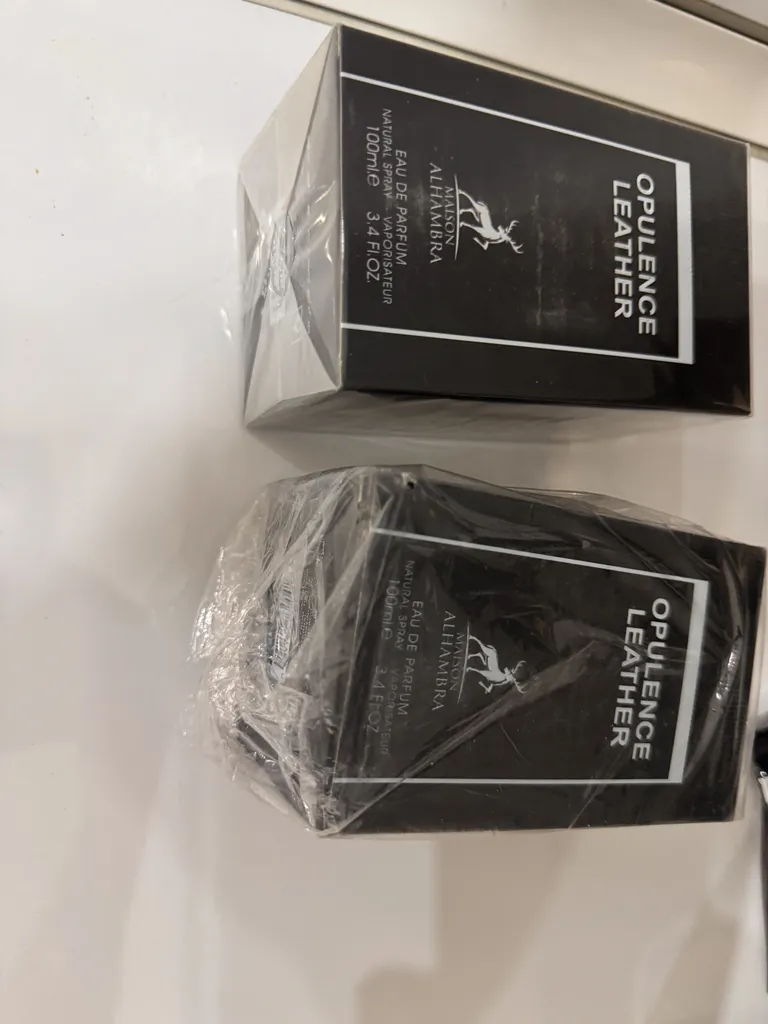 OPULENCE
LEATHER
MAISON
ALHAMBRA
EAU DE PARFUM
NATURAL SPRAY - VAPORISATEUR
100ml.e 3.4 Fl.OZ.
OPULENCE
LEATHER
MAISON
ALHAMBRA
EAU DE PARFUM
NATURAL SPRAY VAPORISATEUR
100ml.e 3.4 Fl.OZ.